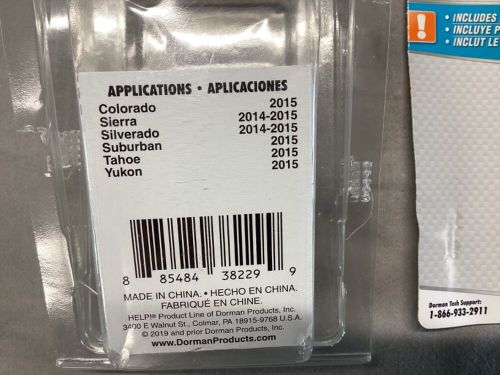 APPLICATIONS • APLICACIONES
Colorado 2015
Sierra 2014-2015
Silverado 2014-2015
Suburban 2015
Tahoe 2015
Yukon 2015
8 85484 38229 9
MADE IN CHINA. • HECHO EN CHINA.
FABRIQUÉ EN CHINE.
HELP!® Product Line of Dorman Products, Inc.
3400 E Walnut St., Colmar, PA 18915-9768 U.S.A.
© 2019 and prior Dorman Products, Inc.
www.DormanProducts.com
!
• INCLUDES
• INCLUYE P
• INCLUT LE
Dorman Tech Support:
1-866-933-2911